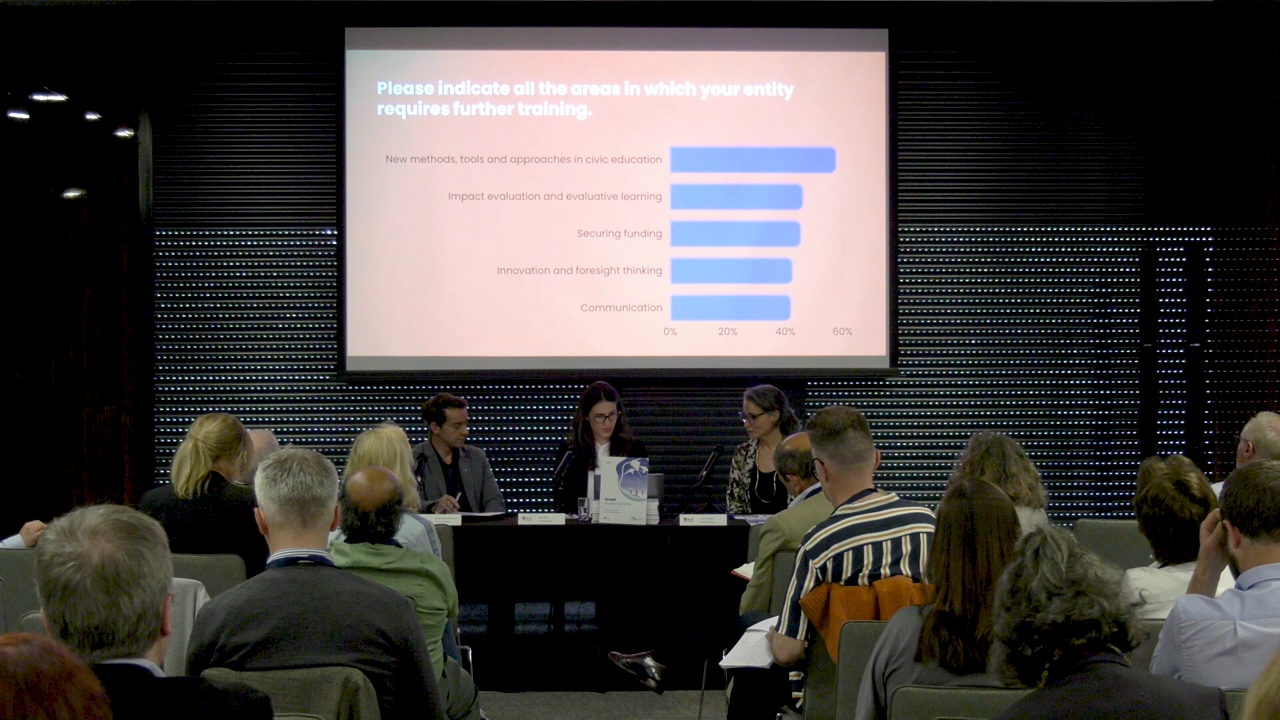 Please indicate all the areas in which your entity
requires further training.
New methods, tools and approaches in civic education
Impact evaluation and evaluative learning
Securing funding
Innovation and foresight thinking
Communication
0% 20% 40% 60%